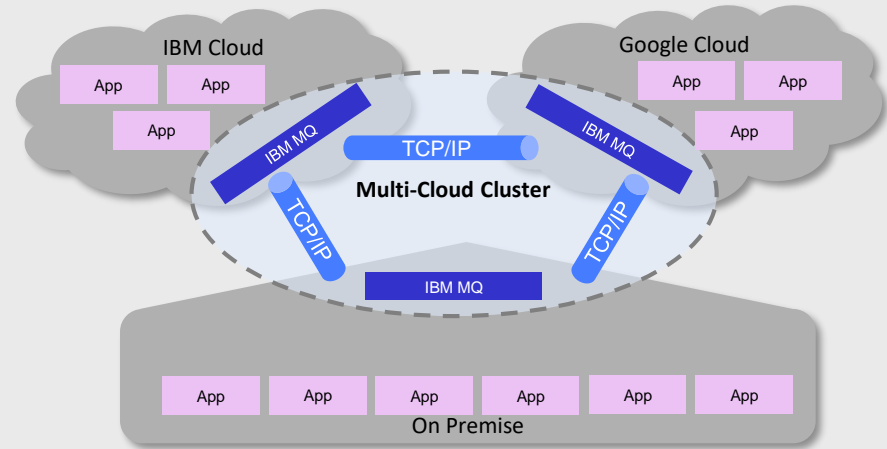 IBM Cloud
Google Cloud
App
App
App
App
App
App
IBM MQ
TCP/IP
IBM MQ
Multi-Cloud Cluster
TCP/IP
TCP/IP
IBM MQ
App
App
App
App
App
App
On Premise